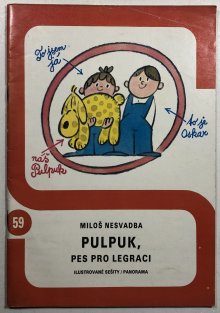 To jsem
já
náš
Pulpuk
to je
Oskar
59
MILOŠ NESVADBA
PULPUK,
PES PRO LEGRACI
ILUSTROVANÉ SEŠITY / PANORAMA